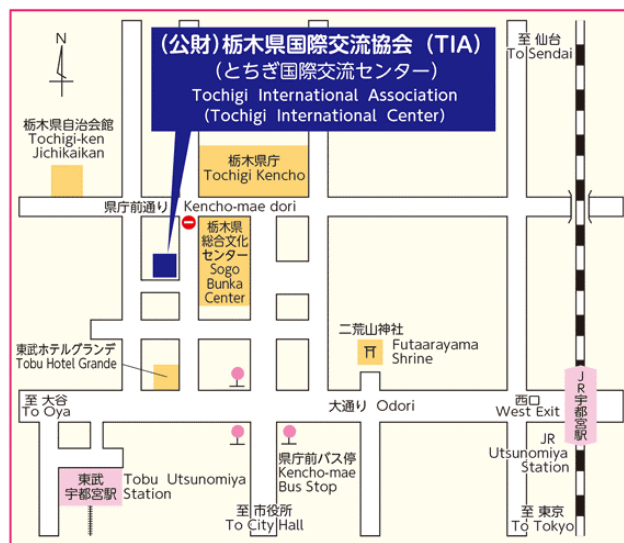 N
(公財)栃木県国際交流協会(TIA)
(とちぎ国際交流センター)
Tochigi International Association
(Tochigi International Center)
至 仙台
To Sendai
栃木県自治会館
Tochigi-ken
Jichikaikan
栃木県庁
Tochigi Kencho
県庁前通り Kencho-mae dori
栃木県
総合文化
センター
Sogo
Bunka
Center
二荒山神社
Futaarayama
Shrine
東武ホテルグランデ
Tobu Hotel Grande
至 大谷
To Oya
大通り Odori
西口
West Exit
JR宇都宮駅
JR
Utsunomiya
Station
東武
宇都宮駅
Tobu Utsunomiya
Station
県庁前バス停
Kencho-mae
Bus Stop
至 市役所
To City Hall
至 東京
To Tokyo